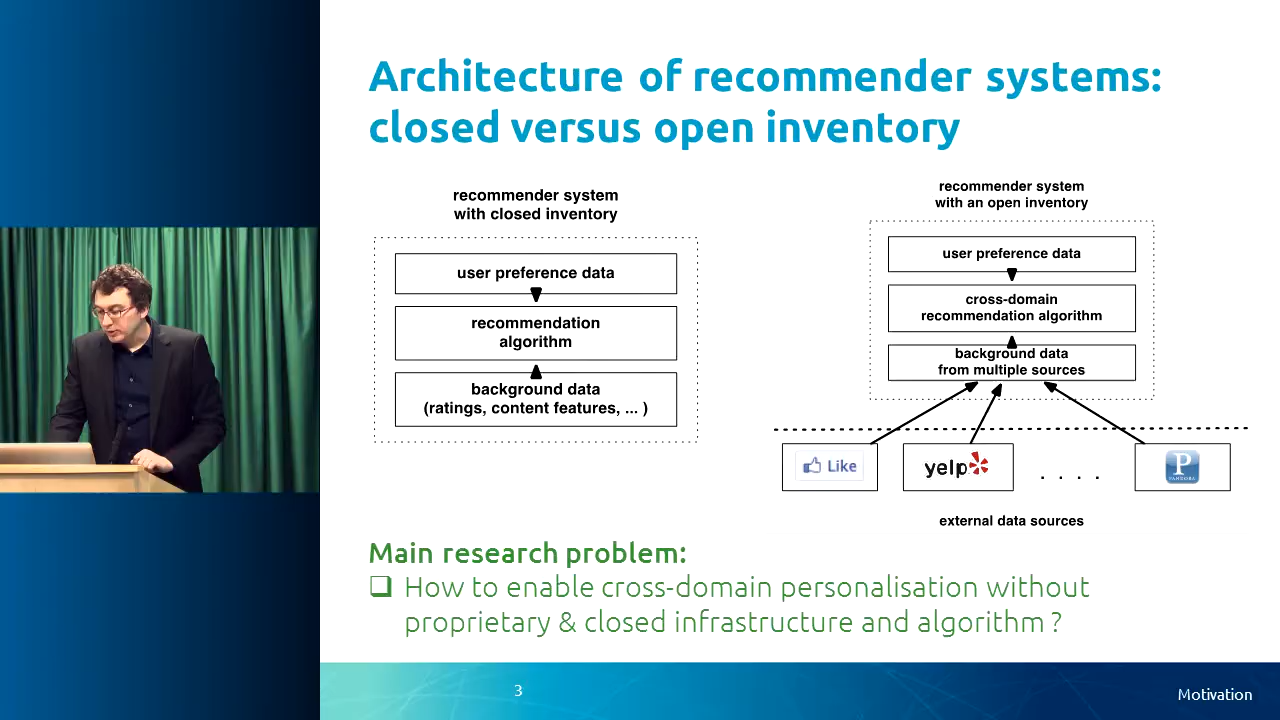 Architecture of recommender systems:
closed versus open inventory
recommender system
with closed inventory
user preference data
recommendation
algorithm
background data
(ratings, content features, ... )
recommender system
with an open inventory
user preference data
cross-domain
recommendation algorithm
background data
from multiple sources
Like
yelp
. . . .
P
PANDORA
external data sources
Main research problem:
How to enable cross-domain personalisation without
proprietary & closed infrastructure and algorithm ?
3
Motivation